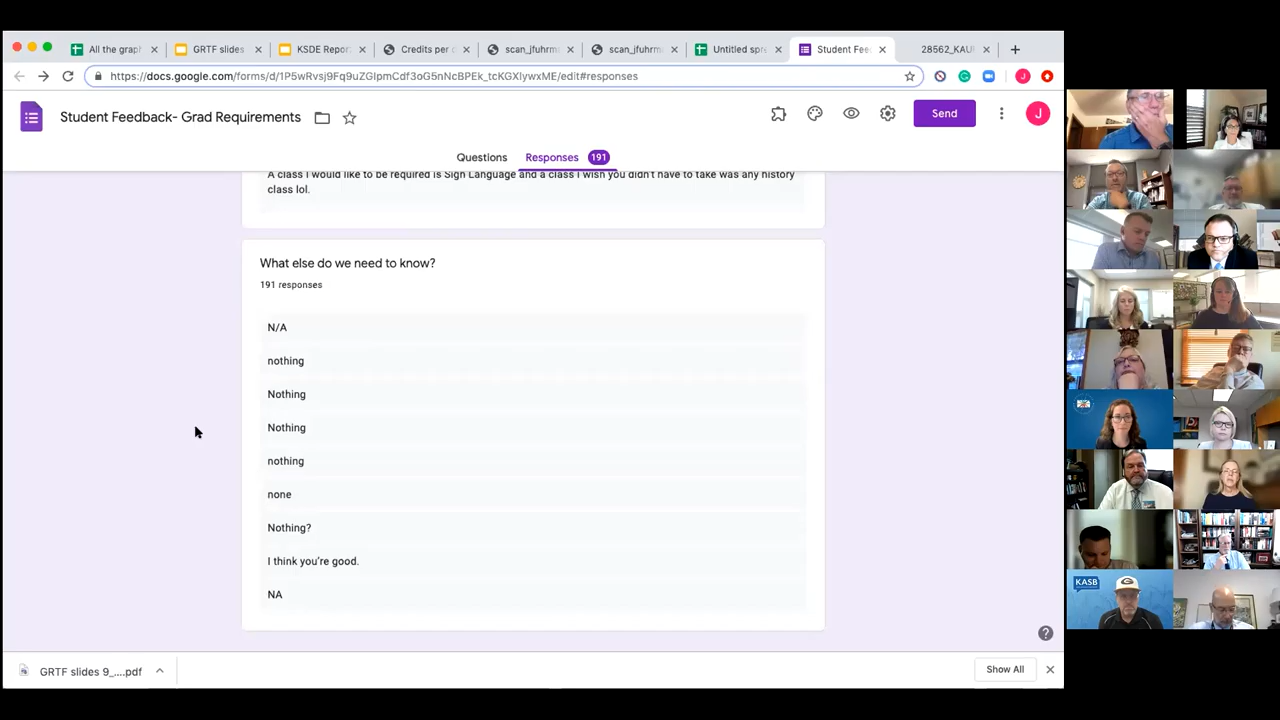 All the grap
GRTF slides
KSDE Repor
Credits per d
scan_jfuhrm
scan_jfuhrm
Untitled spr
Student Fee
28562_KAU
https://docs.google.com/forms/d/1P5wRvsj9Fq9uZGIpmCdf3oG5nNcBPEk_tcKGXIywxME/edit#responses
J
Student Feedback- Grad Requirements
Send
J
Questions
Responses 191
A class I would like to be required is Sign Language and a class I wish you didn't have to take was any history
class lol.
What else do we need to know?
191 responses
N/A
nothing
Nothing
Nothing
nothing
none
Nothing?
I think you're good.
NA
GRTF slides 9_....pdf
Show All
KASB
G